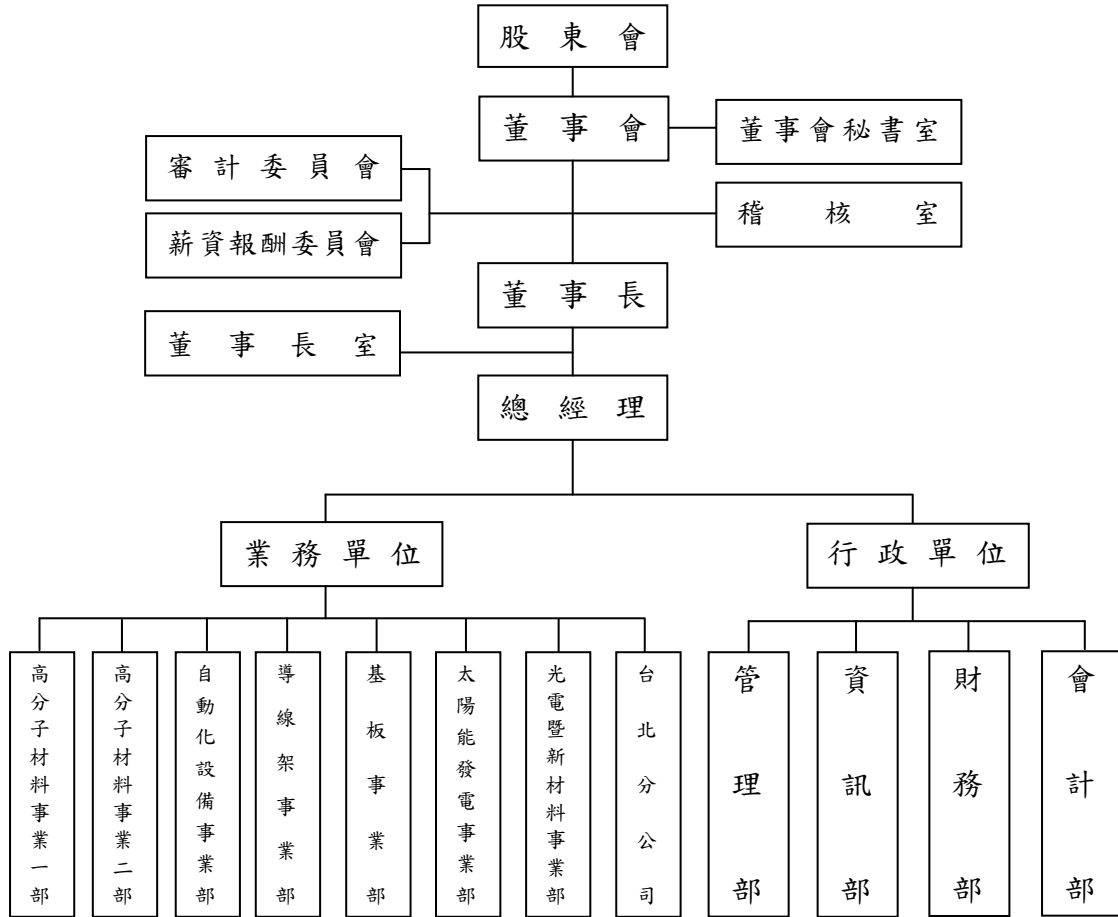 股東會
董事會
董事會秘書室
審計委員會
稽核室
薪資報酬委員會
董事長
董事長室
總經理
業務單位
行政單位
高分子材料事業一部
高分子材料事業二部
自動化設備事業部
導線架事業部
基板事業部
太陽能發電事業部
光電暨新材料事業部
台北分公司
管理部
資訊部
財務部
會計部